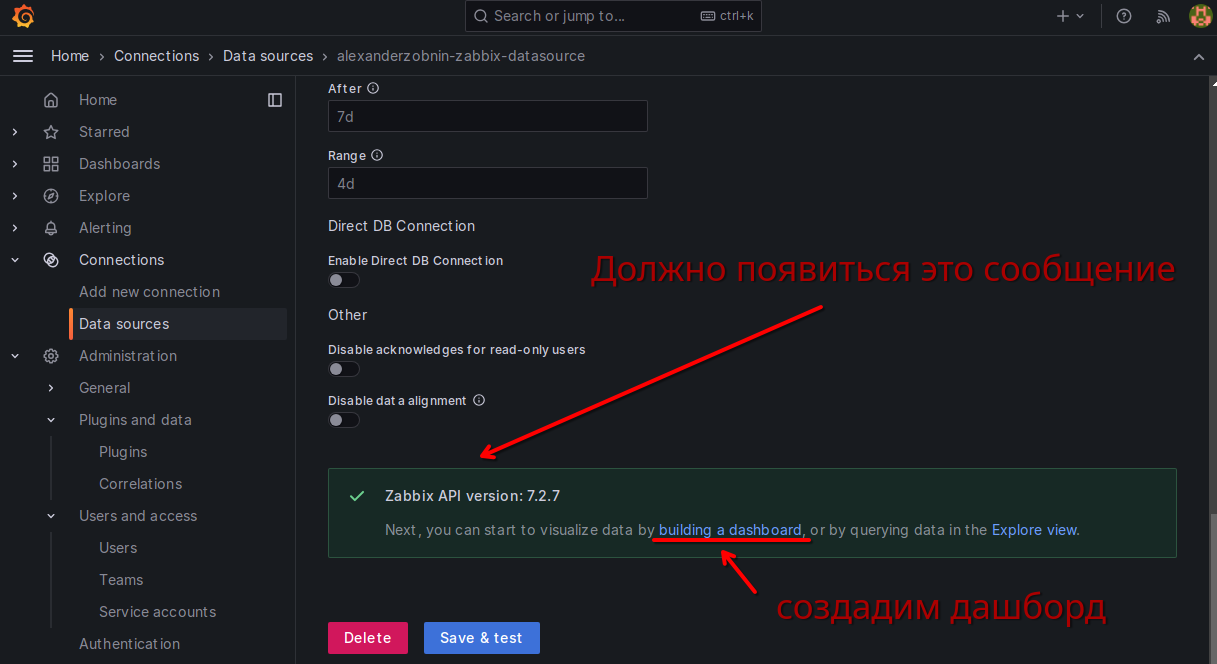 Search or jump to... ctrl+k
Home › Connections › Data sources › alexanderzobnin-zabbix-datasource
Home
Starred
Dashboards
Explore
Alerting
Connections
Add new connection
Data sources
Administration
General
Plugins and data
Plugins
Correlations
Users and access
Users
Teams
Service accounts
Authentication
After
7d
Range
4d
Direct DB Connection
Enable Direct DB Connection
Должно появиться это сообщение
Other
Disable acknowledges for read-only users
Disable data alignment
Zabbix API version: 7.2.7
Next, you can start to visualize data by building a dashboard, or by querying data in the Explore view.
создадим дашборд
Delete
Save & test